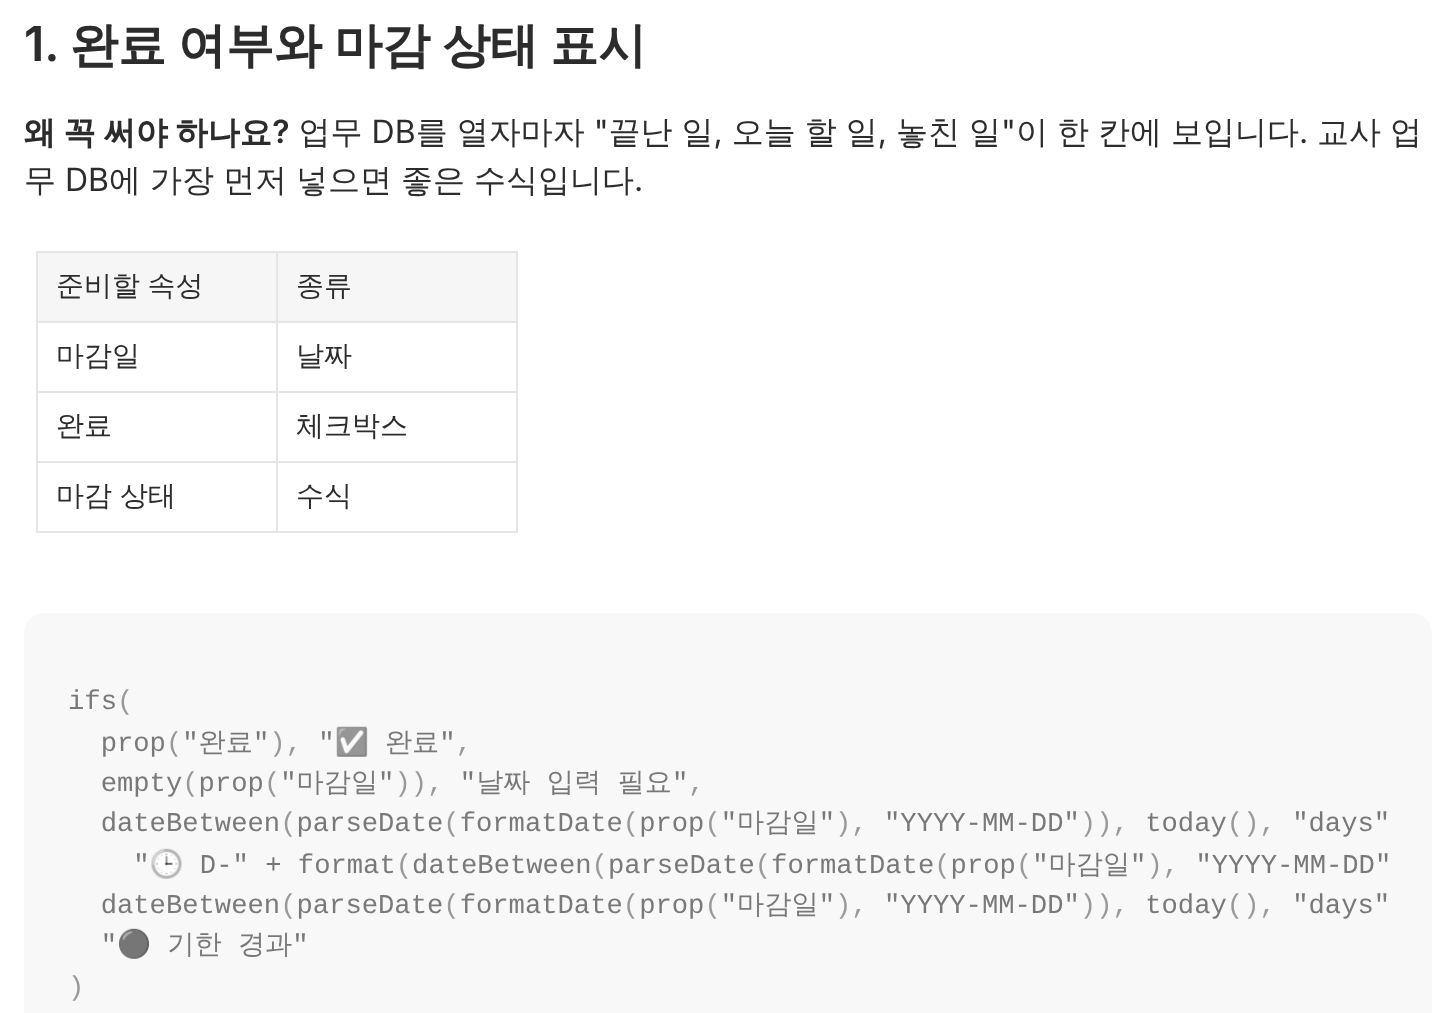 1. 완료 여부와 마감 상태 표시
왜 꼭 써야 하나요? 업무 DB를 열자마자 "끝난 일, 오늘 할 일, 놓친 일"이 한 칸에 보입니다. 교사 업
무 DB에 가장 먼저 넣으면 좋은 수식입니다.
준비할 속성 종류
마감일 날짜
완료 체크박스
마감 상태 수식
ifs(
  prop("완료"), "✅ 완료",
  empty(prop("마감일")), "날짜 입력 필요",
  dateBetween(parseDate(formatDate(prop("마감일"), "YYYY-MM-DD")), today(), "days"
    "🕒 D-" + format(dateBetween(parseDate(formatDate(prop("마감일"), "YYYY-MM-DD"
  dateBetween(parseDate(formatDate(prop("마감일"), "YYYY-MM-DD")), today(), "days"
  "⚫ 기한 경과"
)